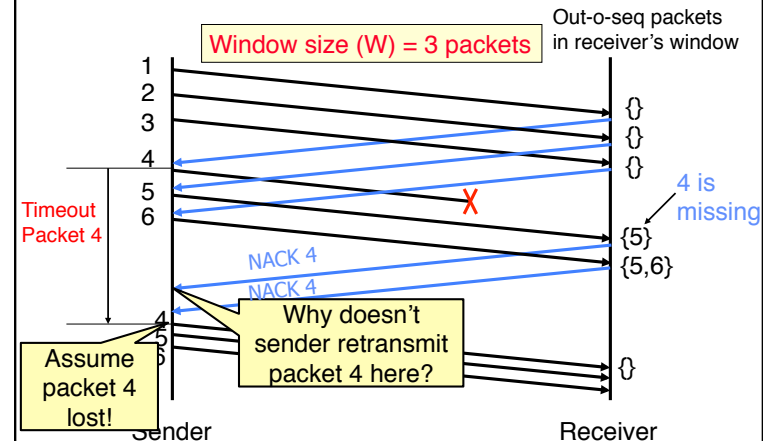 Out-o-seq packets
in receiver's window
Window size (W) = 3 packets
1
2
3
{}
{}
{}
4
5
6
Timeout
Packet 4
4 is
missing
{5}
{5,6}
NACK 4
NACK 4
Why doesn't
sender retransmit
packet 4 here?
4
5
6
Assume
packet 4
lost!
{}
Sender
Receiver